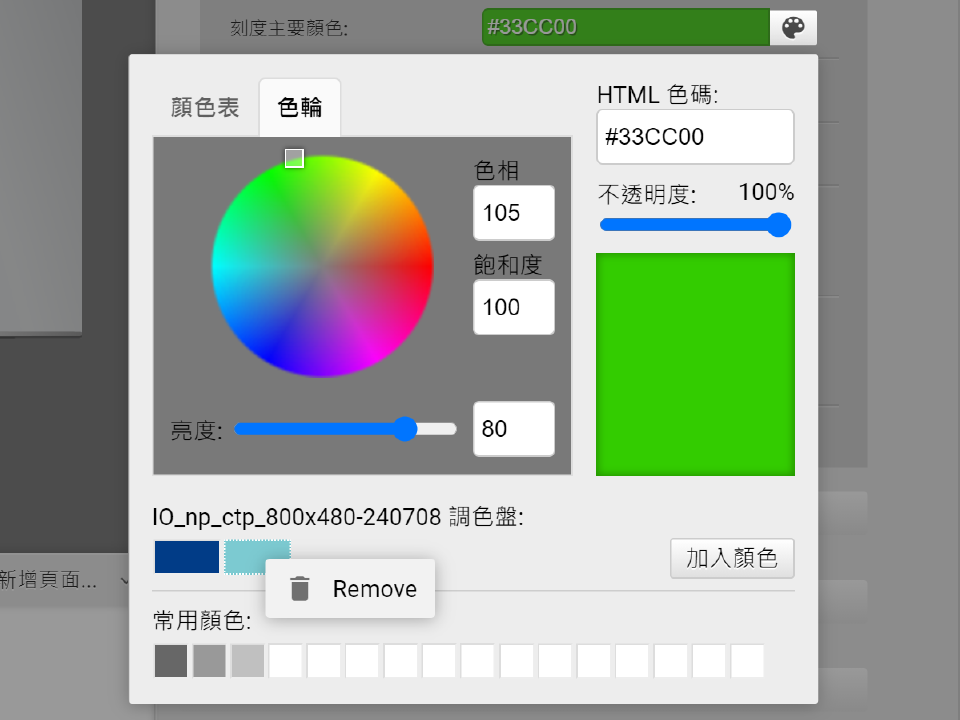 刻度主要顏色:
#33CC00
顏色表
色輪
HTML 色碼:
#33CC00
不透明度: 100%
色相
105
飽和度
100
亮度:
80
IO_np_ctp_800x480-240708 調色盤:
加入顏色
Remove
新增頁面...
常用顏色: